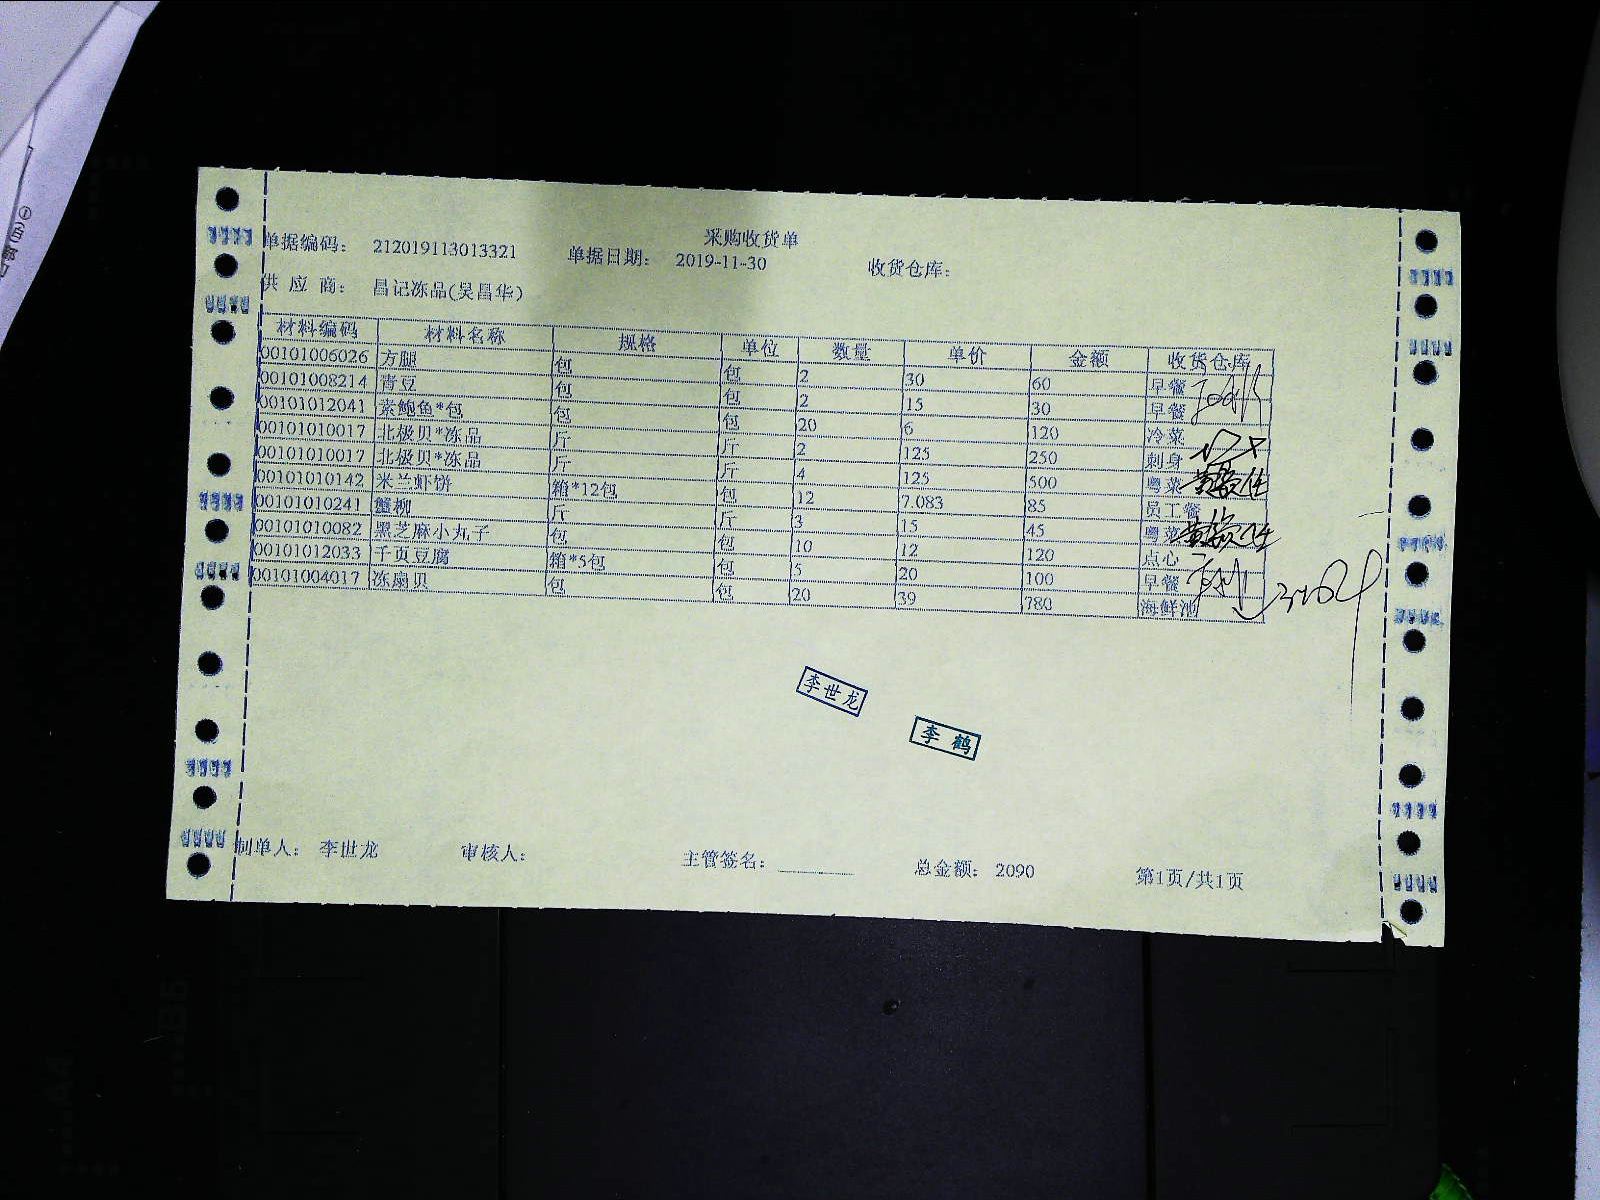 采购收货单
单据编码： 212019113013321 单据日期： 2019-11-30 收货仓库：
供 应 商： 昌记冻品(吴昌华)
材料编码 材料名称 规格 单位 数量 单价 金额 收货仓库
00101006026 方腿 包 包 2 30 60 早餐
00101008214 青豆 包 包 2 15 30 早餐
00101012041 素鲍鱼*包 包 包 20 6 120 冷菜
00101010017 北极贝*冻品 斤 斤 2 125 250 刺身
00101010017 北极贝*冻品 斤 斤 4 125 500 粤菜
00101010142 米兰虾饼 箱*12包 包 12 7.083 85 员工餐
00101010241 蟹柳 斤 斤 3 15 45 粤菜
00101010082 黑芝麻小丸子 包 包 10 12 120 点心
00101012033 千页豆腐 箱*5包 包 5 20 100 早餐
00101004017 冻扇贝 包 包 20 39 780 海鲜池
李世龙
李 鹤
制单人： 李世龙 审核人： 主管签名： 总金额： 2090 第1页/共1页